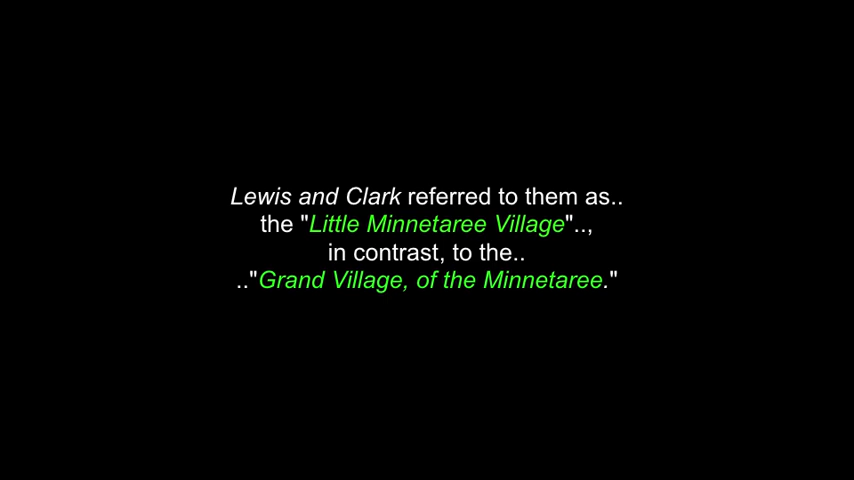 Lewis and Clark referred to them as..
the "Little Minnetaree Village"..,
in contrast, to the..
.."Grand Village, of the Minnetaree."